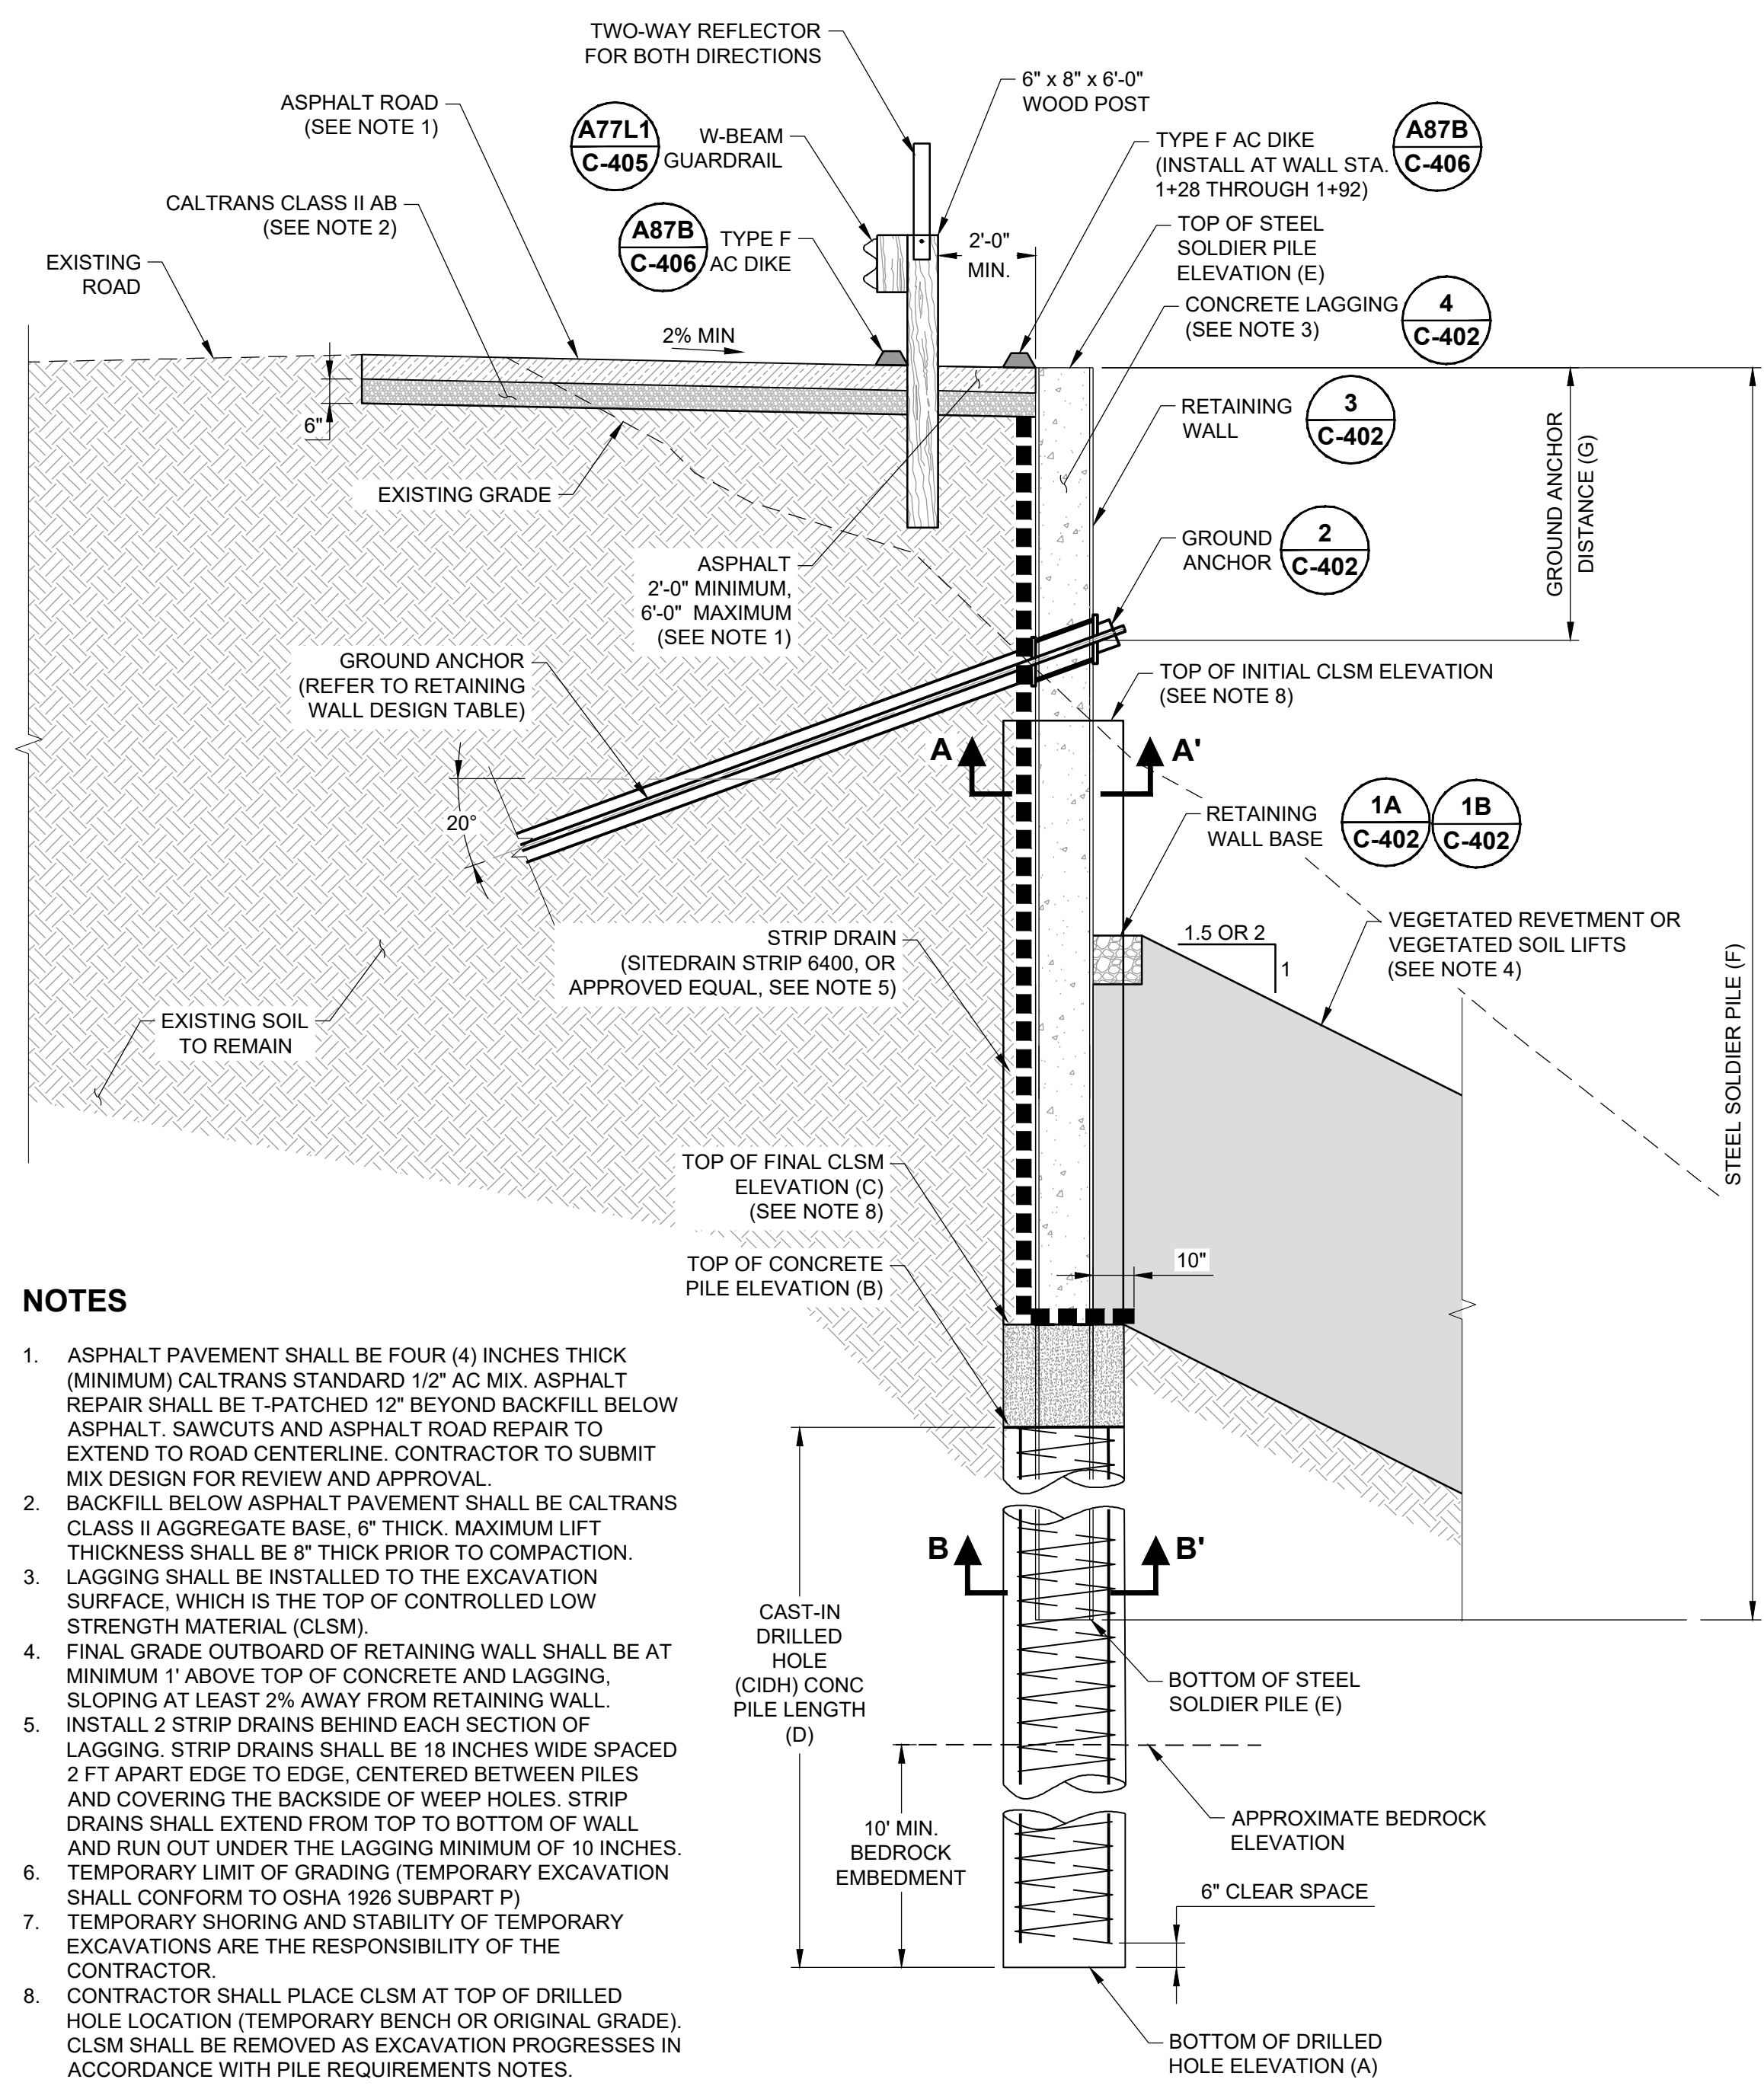 TWO-WAY REFLECTOR
FOR BOTH DIRECTIONS
6" x 8" x 6'-0"
WOOD POST
ASPHALT ROAD
(SEE NOTE 1)
A77L1
C-405
W-BEAM
GUARDRAIL
TYPE F AC DIKE
(INSTALL AT WALL STA.
1+28 THROUGH 1+92)
A87B
C-406
CALTRANS CLASS II AB
(SEE NOTE 2)
A87B
C-406
TYPE F
AC DIKE
2'-0"
MIN.
TOP OF STEEL
SOLDIER PILE
ELEVATION (E)
EXISTING
ROAD
CONCRETE LAGGING
(SEE NOTE 3)
4
C-402
2% MIN
6"
RETAINING
WALL
3
C-402
GROUND ANCHOR
DISTANCE (G)
EXISTING GRADE
ASPHALT
2'-0" MINIMUM,
6'-0" MAXIMUM
(SEE NOTE 1)
GROUND
ANCHOR
2
C-402
GROUND ANCHOR
(REFER TO RETAINING
WALL DESIGN TABLE)
TOP OF INITIAL CLSM ELEVATION
(SEE NOTE 8)
A
A'
20°
RETAINING
WALL BASE
1A
C-402
1B
C-402
STRIP DRAIN
(SITEDRAIN STRIP 6400, OR
APPROVED EQUAL, SEE NOTE 5)
1.5 OR 2
1
VEGETATED REVETMENT OR
VEGETATED SOIL LIFTS
(SEE NOTE 4)
STEEL SOLDIER PILE (F)
EXISTING SOIL
TO REMAIN
TOP OF FINAL CLSM
ELEVATION (C)
(SEE NOTE 8)
TOP OF CONCRETE
PILE ELEVATION (B)
10"
B
B'
CAST-IN
DRILLED
HOLE
(CIDH) CONC
PILE LENGTH
(D)
BOTTOM OF STEEL
SOLDIER PILE (E)
10' MIN.
BEDROCK
EMBEDMENT
APPROXIMATE BEDROCK
ELEVATION
6" CLEAR SPACE
BOTTOM OF DRILLED
HOLE ELEVATION (A)
NOTES
1. ASPHALT PAVEMENT SHALL BE FOUR (4) INCHES THICK
(MINIMUM) CALTRANS STANDARD 1/2" AC MIX. ASPHALT
REPAIR SHALL BE T-PATCHED 12" BEYOND BACKFILL BELOW
ASPHALT. SAWCUTS AND ASPHALT ROAD REPAIR TO
EXTEND TO ROAD CENTERLINE. CONTRACTOR TO SUBMIT
MIX DESIGN FOR REVIEW AND APPROVAL.
2. BACKFILL BELOW ASPHALT PAVEMENT SHALL BE CALTRANS
CLASS II AGGREGATE BASE, 6" THICK. MAXIMUM LIFT
THICKNESS SHALL BE 8" THICK PRIOR TO COMPACTION.
3. LAGGING SHALL BE INSTALLED TO THE EXCAVATION
SURFACE, WHICH IS THE TOP OF CONTROLLED LOW
STRENGTH MATERIAL (CLSM).
4. FINAL GRADE OUTBOARD OF RETAINING WALL SHALL BE AT
MINIMUM 1' ABOVE TOP OF CONCRETE AND LAGGING,
SLOPING AT LEAST 2% AWAY FROM RETAINING WALL.
5. INSTALL 2 STRIP DRAINS BEHIND EACH SECTION OF
LAGGING. STRIP DRAINS SHALL BE 18 INCHES WIDE SPACED
2 FT APART EDGE TO EDGE, CENTERED BETWEEN PILES
AND COVERING THE BACKSIDE OF WEEP HOLES. STRIP
DRAINS SHALL EXTEND FROM TOP TO BOTTOM OF WALL
AND RUN OUT UNDER THE LAGGING MINIMUM OF 10 INCHES.
6. TEMPORARY LIMIT OF GRADING (TEMPORARY EXCAVATION
SHALL CONFORM TO OSHA 1926 SUBPART P)
7. TEMPORARY SHORING AND STABILITY OF TEMPORARY
EXCAVATIONS ARE THE RESPONSIBILITY OF THE
CONTRACTOR.
8. CONTRACTOR SHALL PLACE CLSM AT TOP OF DRILLED
HOLE LOCATION (TEMPORARY BENCH OR ORIGINAL GRADE).
CLSM SHALL BE REMOVED AS EXCAVATION PROGRESSES IN
ACCORDANCE WITH PILE REQUIREMENTS NOTES.